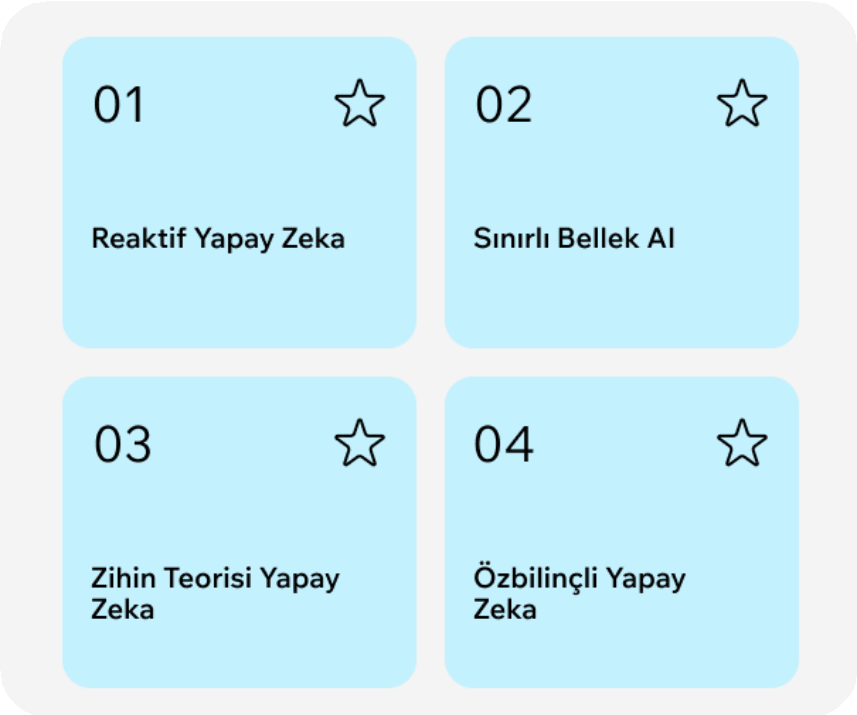 01
02
Reaktif Yapay Zeka
Sınırlı Bellek AI
03
04
Zihin Teorisi Yapay
Zeka
Özbilinçli Yapay
Zeka